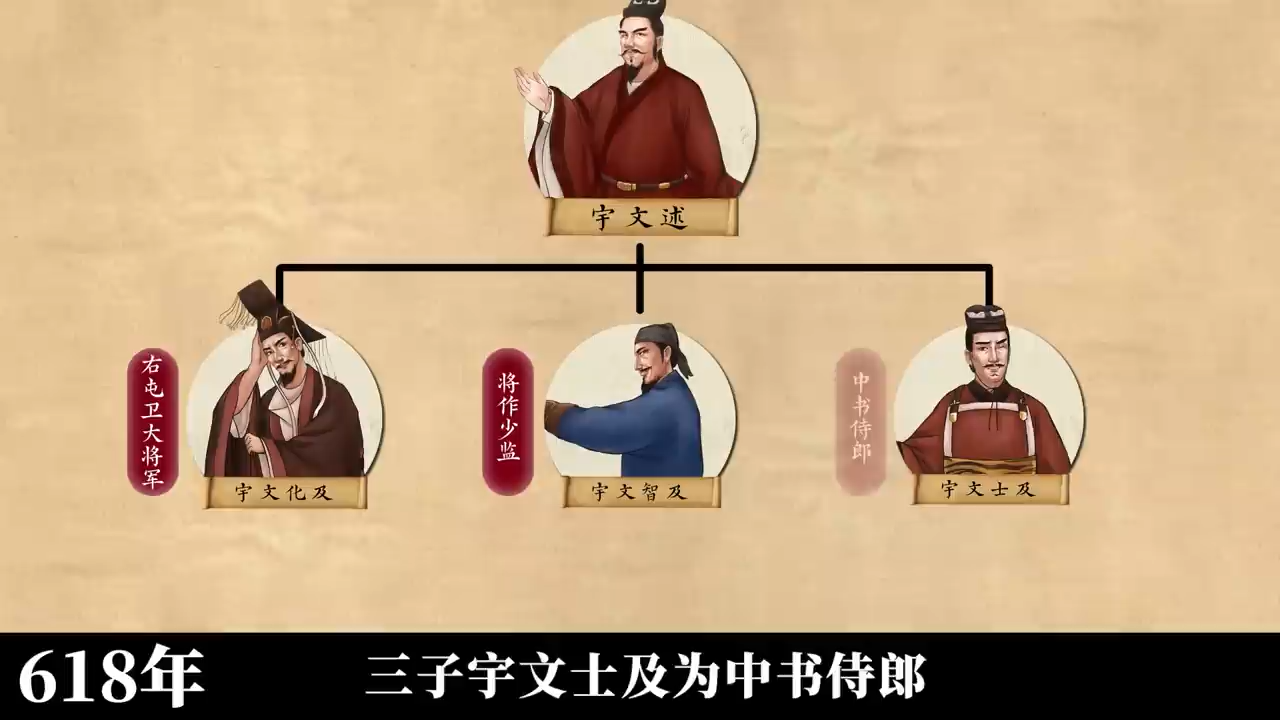 宇文述
右屯卫大将军
宇文化及
将作少监
宇文智及
中书侍郎
宇文士及
618年
三子宇文士及为中书侍郎